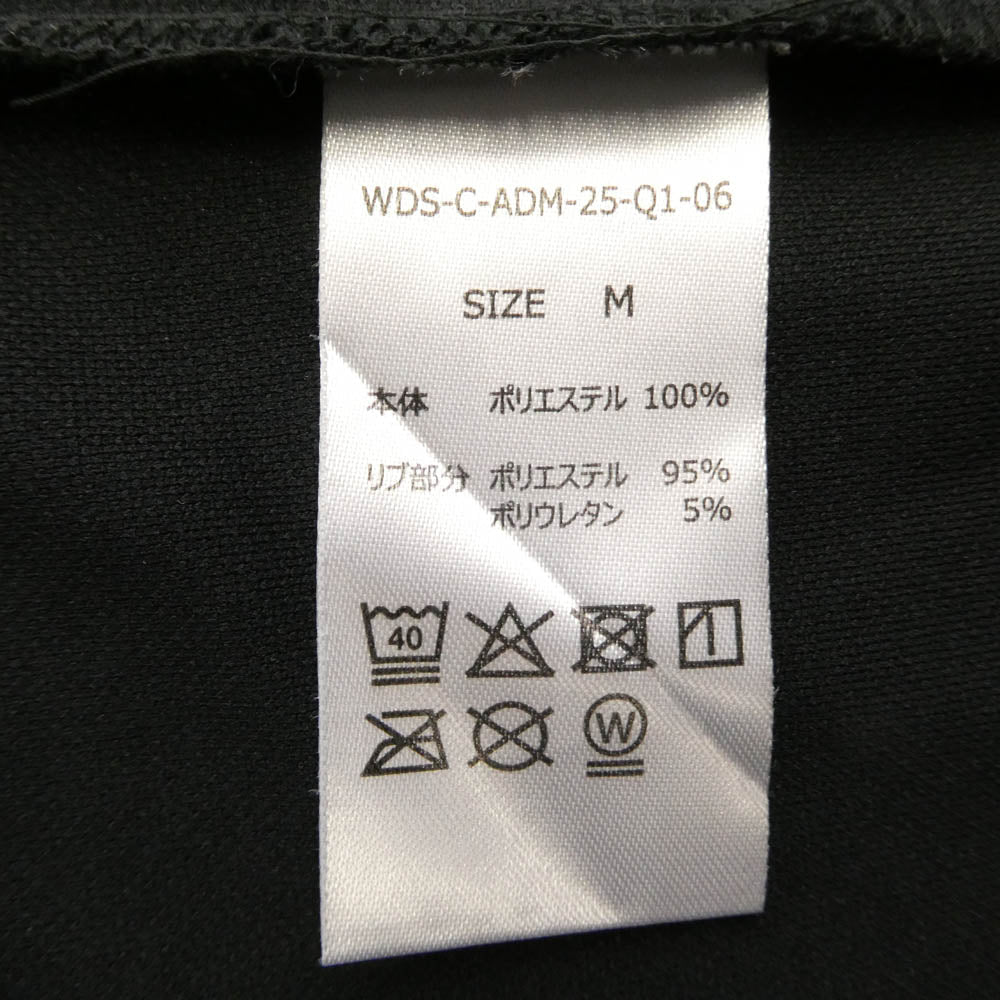 WDS-C-ADM-25-Q1-06
SIZE M
本体 ポリエステル 100%
リブ部分 ポリエステル 95%
ポリウレタン 5%
40
W